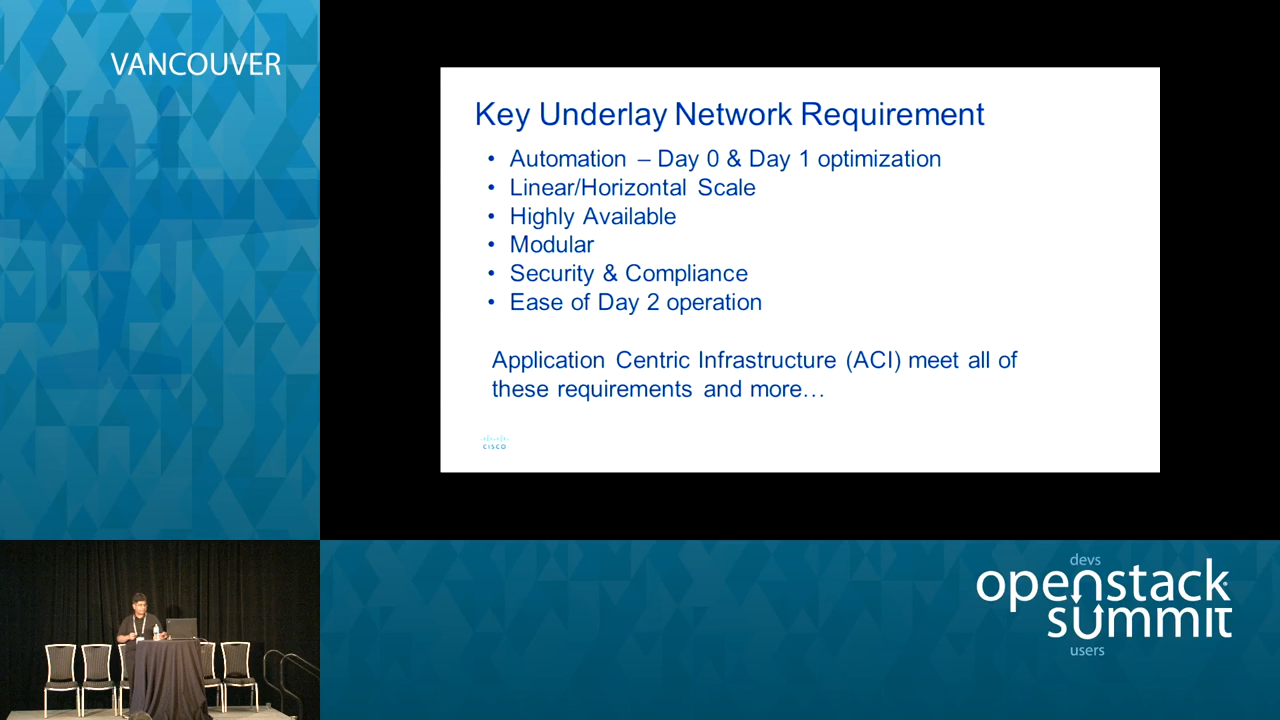 VANCOUVER
Key Underlay Network Requirement
• Automation – Day 0 & Day 1 optimization
• Linear/Horizontal Scale
• Highly Available
• Modular
• Security & Compliance
• Ease of Day 2 operation
Application Centric Infrastructure (ACI) meet all of
these requirements and more…
CISCO
devs
openstack
summit
users